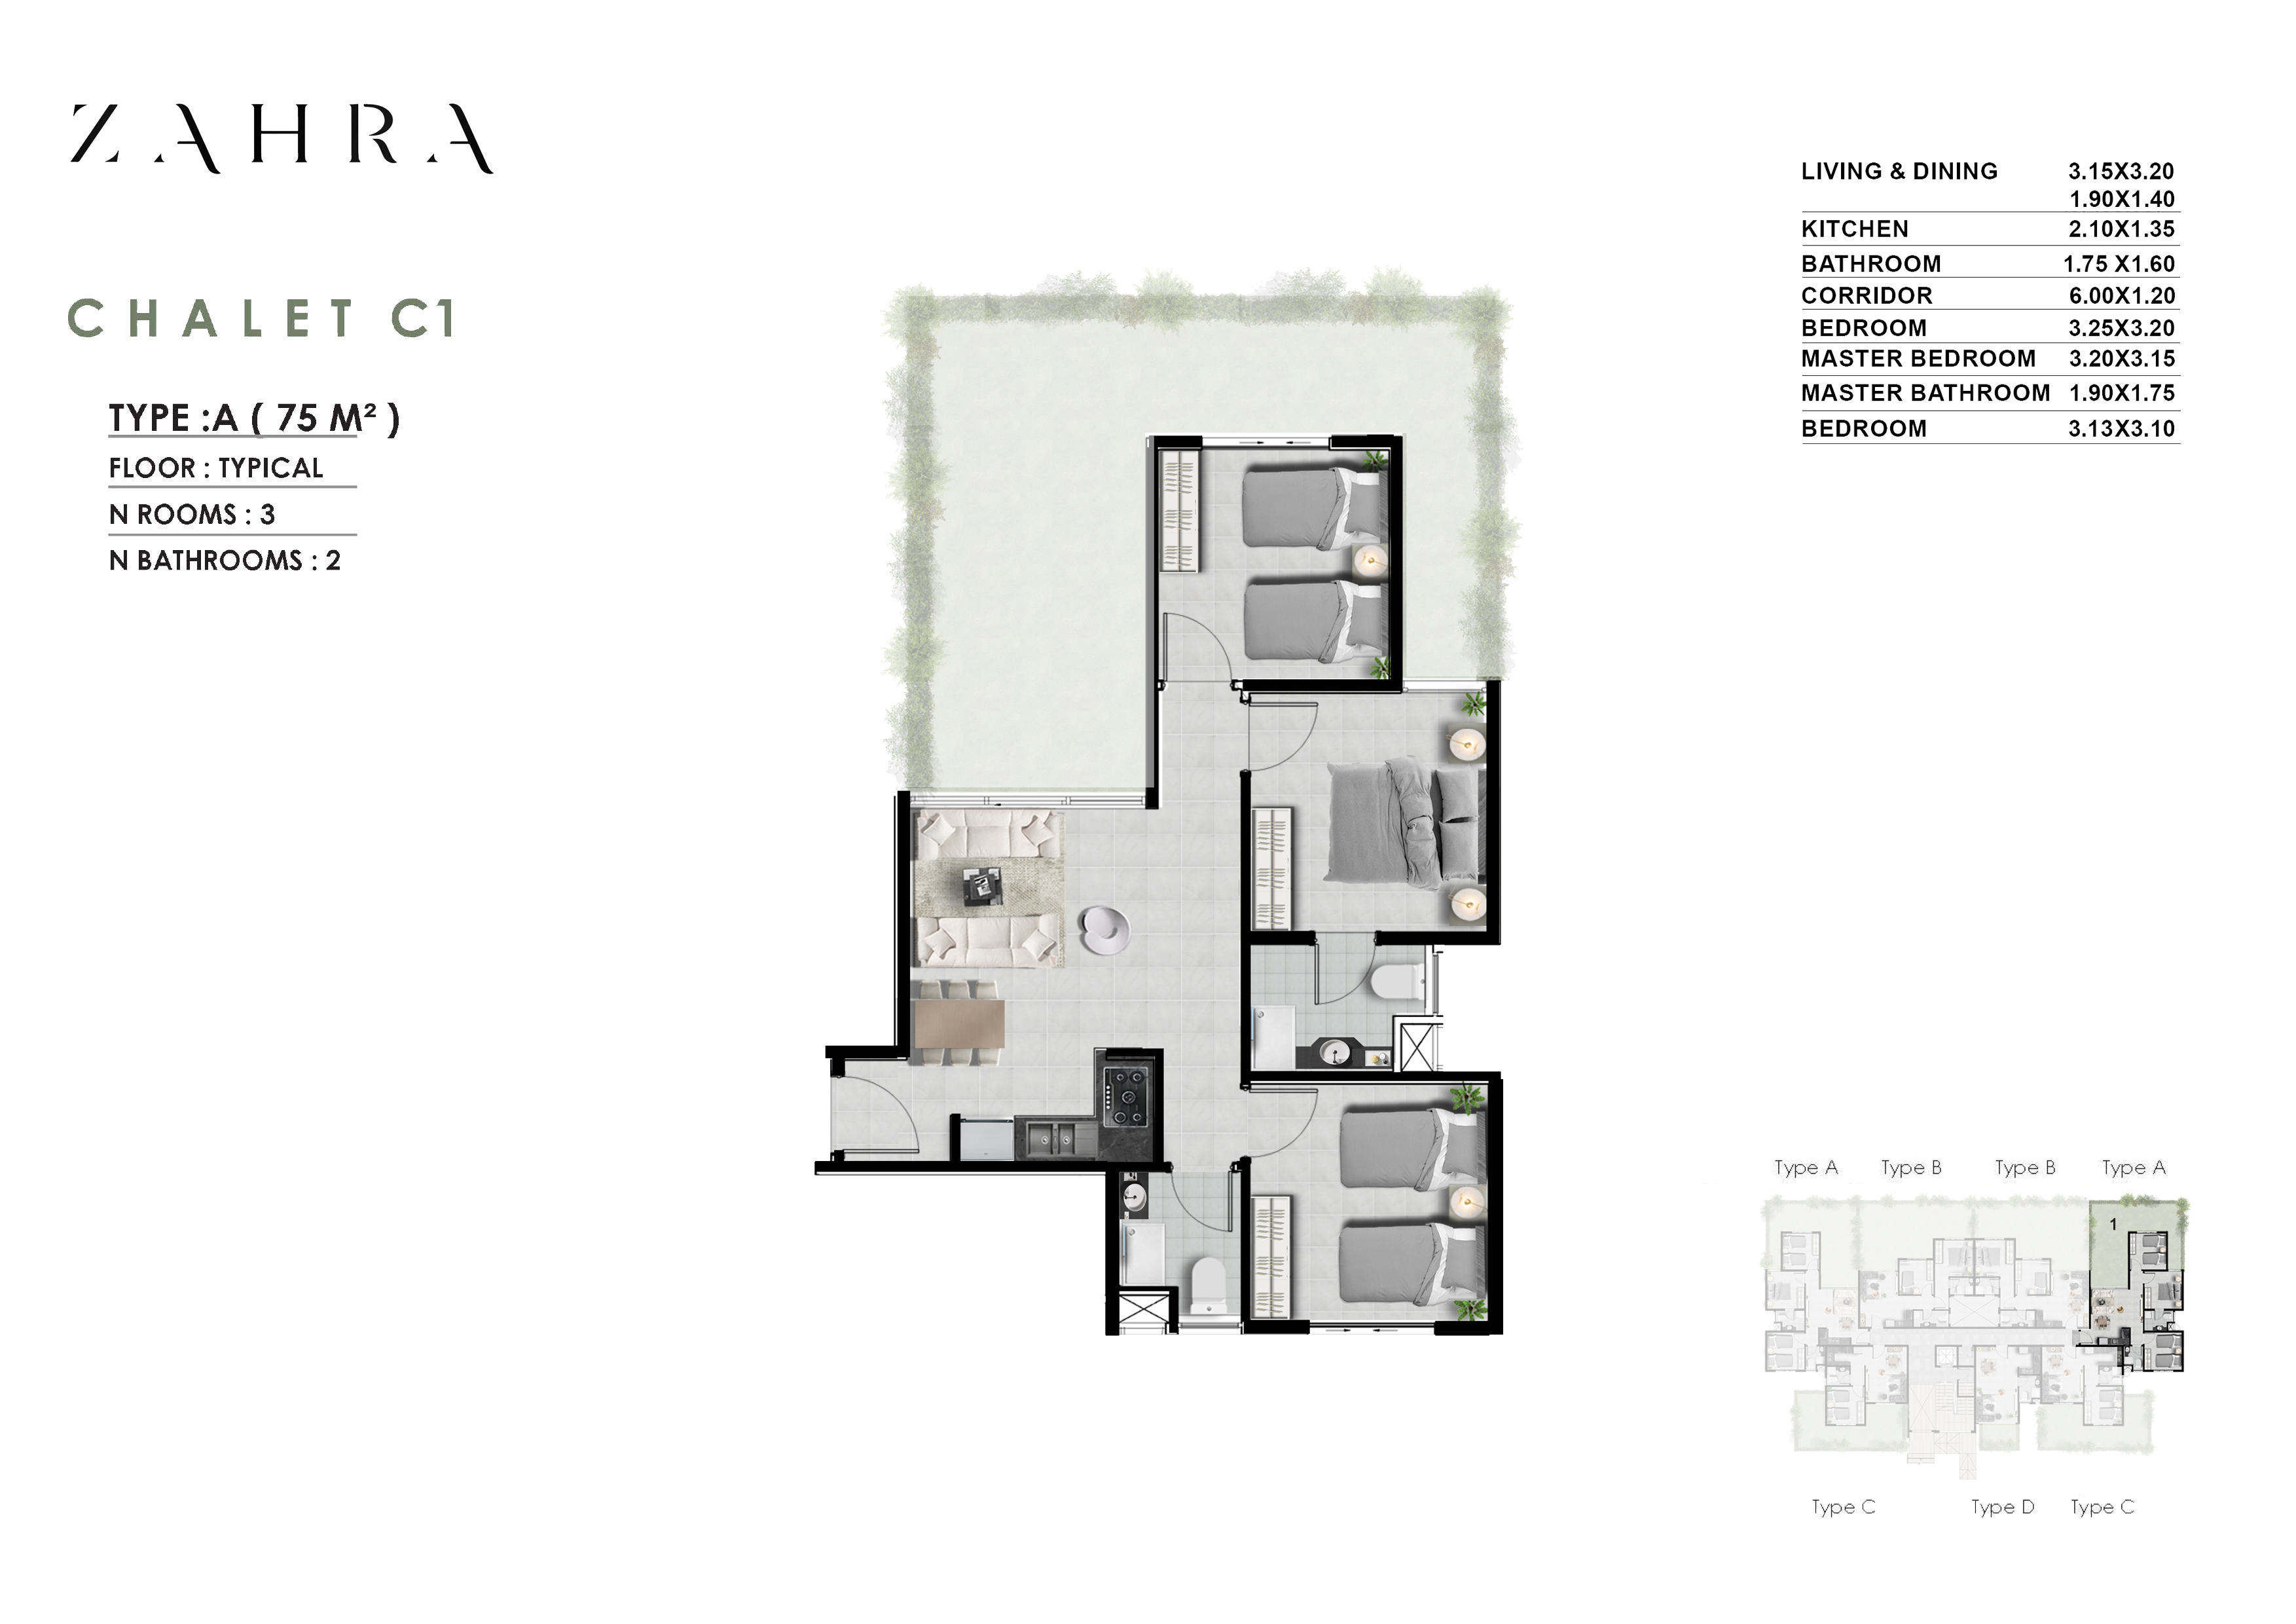 ZAHRA
CHALET C1
TYPE :A ( 75 M² )
FLOOR : TYPICAL
N ROOMS : 3
N BATHROOMS : 2
LIVING & DINING 3.15X3.20
1.90X1.40
KITCHEN 2.10X1.35
BATHROOM 1.75 X1.60
CORRIDOR 6.00X1.20
BEDROOM 3.25X3.20
MASTER BEDROOM 3.20X3.15
MASTER BATHROOM 1.90X1.75
BEDROOM 3.13X3.10
Type A Type B Type B Type A
1
Type C Type D Type C